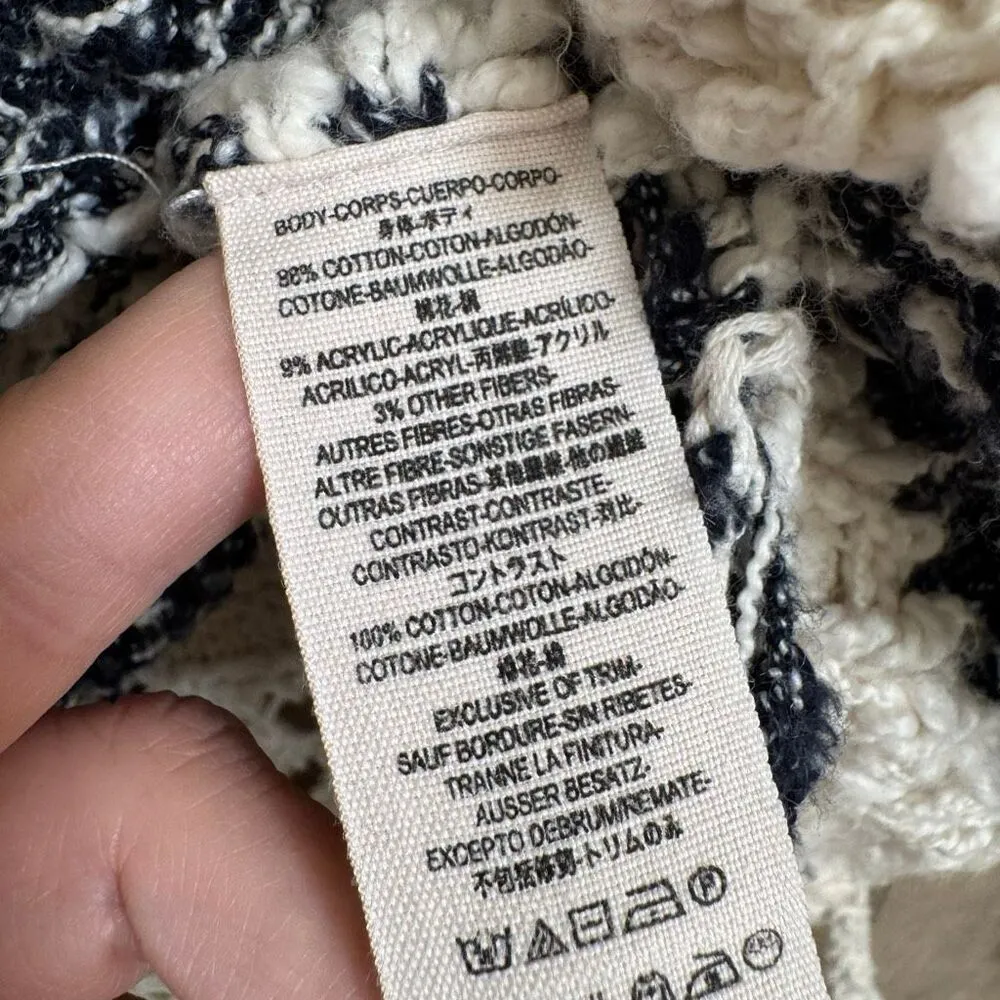 BODY-CORPS-CUERPO-CORPO-
身体-ボディ
88% COTTON-COTON-ALGODÓN-
COTONE-BAUMWOLLE-ALGODÃO-
棉花-綿
9% ACRYLIC-ACRYLIQUE-ACRÍLICO-
ACRILICO-ACRYL-丙烯酸-アクリル
3% OTHER FIBERS-
AUTRES FIBRES-OTRAS FIBRAS-
ALTRE FIBRE-SONSTIGE FASERN-
OUTRAS FIBRAS-其他纖維-他の繊維
CONTRAST-CONTRASTE-
CONTRASTO-KONTRAST-对比-
コントラスト
100% COTTON-COTON-ALGODÓN-
COTONE-BAUMWOLLE-ALGODÃO-
棉花-綿
EXCLUSIVE OF TRIM-
SAUF BORDURE-SIN RIBETES-
TRANNE LA FINITURA-
AUSSER BESATZ-
EXCEPTO DEBRUM/REMATE-
不包括修剪-トリムのみ